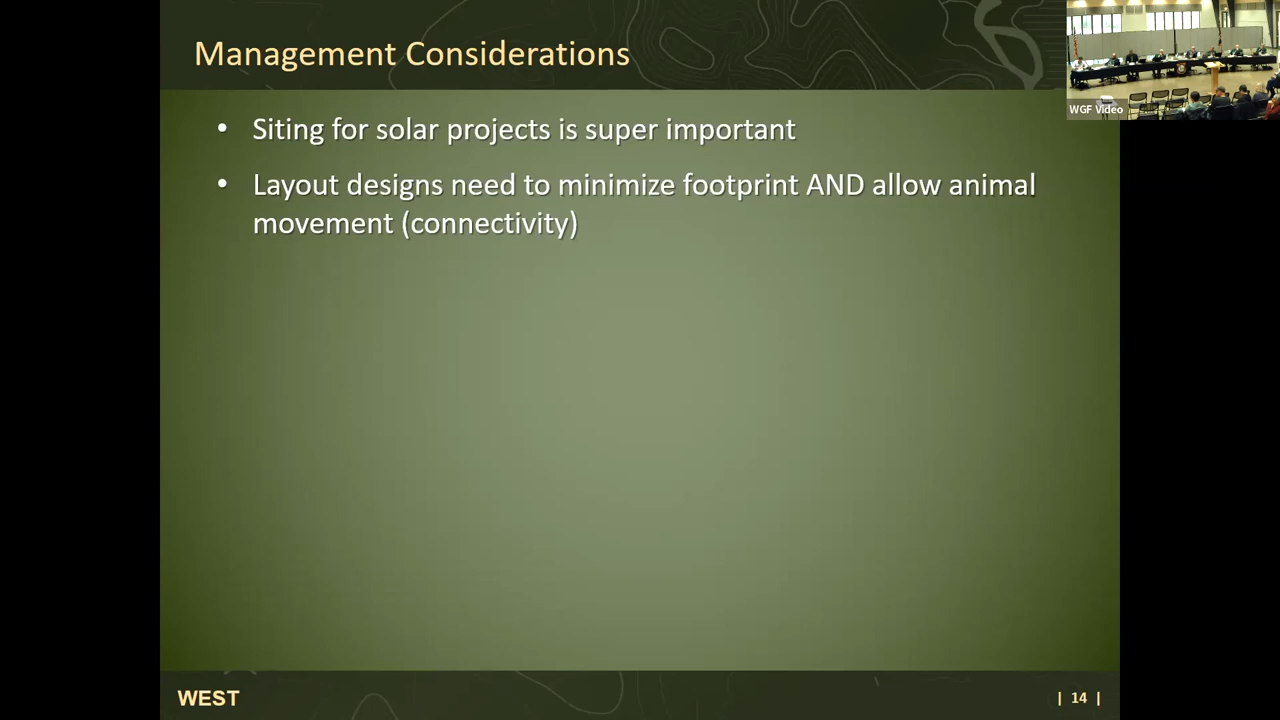 Management Considerations
WGF Video
• Siting for solar projects is super important
• Layout designs need to minimize footprint AND allow animal
movement (connectivity)
WEST
| 14 |